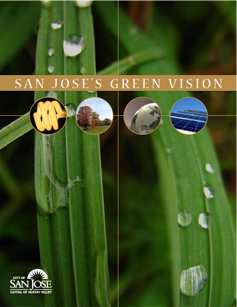 SAN JOSE'S GREEN VISION
CITY OF
SAN JOSE
CAPITAL OF SILICON VALLEY